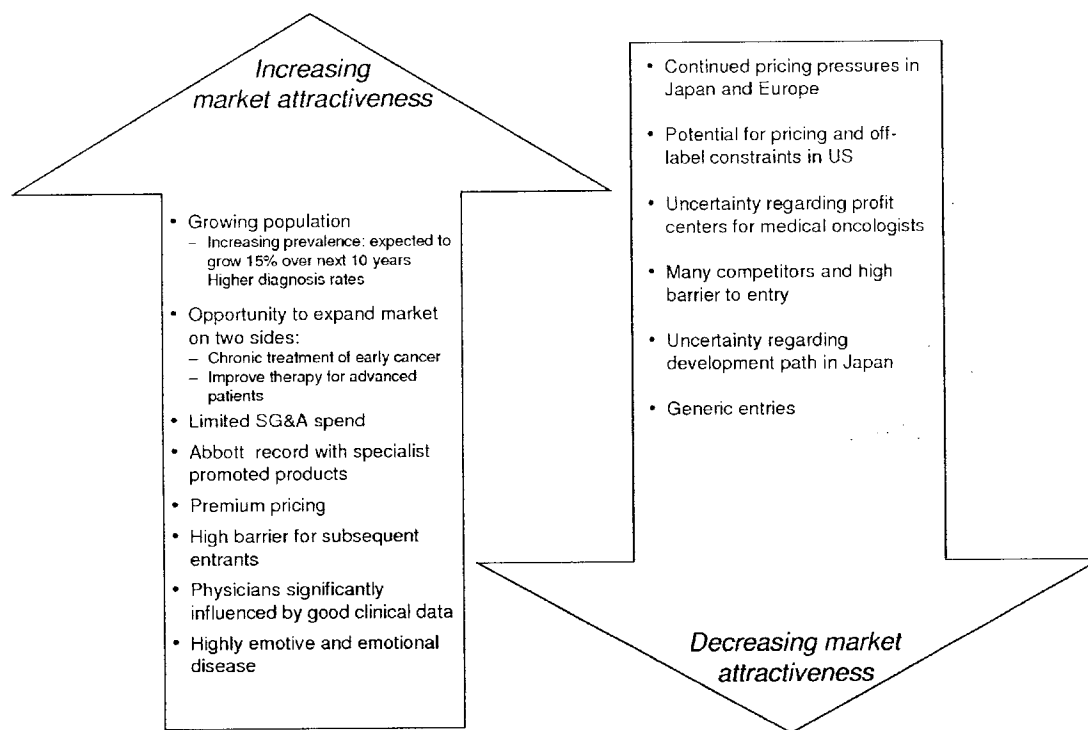 Increasing
market attractiveness
• Growing population
– Increasing prevalence: expected to
grow 15% over next 10 years
Higher diagnosis rates
• Opportunity to expand market
on two sides:
– Chronic treatment of early cancer
– Improve therapy for advanced
patients
• Limited SG&A spend
• Abbott record with specialist
promoted products
• Premium pricing
• High barrier for subsequent
entrants
• Physicians significantly
influenced by good clinical data
• Highly emotive and emotional
disease
• Continued pricing pressures in
Japan and Europe
• Potential for pricing and off-
label constraints in US
• Uncertainty regarding profit
centers for medical oncologists
• Many competitors and high
barrier to entry
• Uncertainty regarding
development path in Japan
• Generic entries
Decreasing market
attractiveness